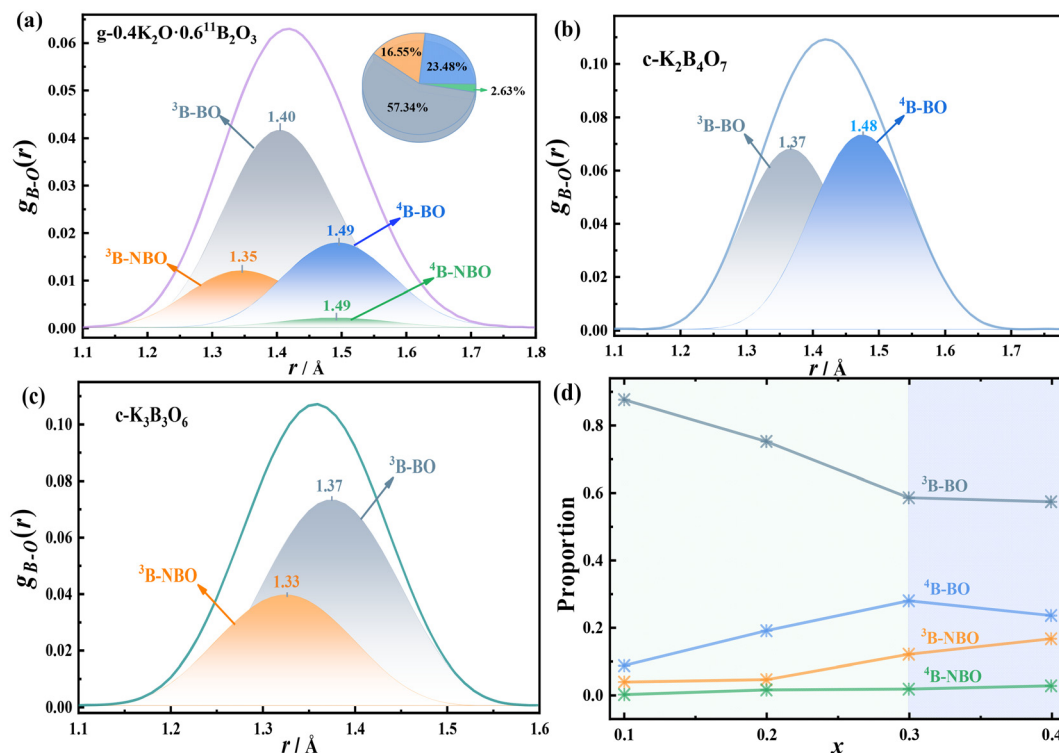 (a)
g-0.4K₂O·0.6¹¹B₂O₃
0.06
0.05
0.04
0.03
0.02
0.01
0.00
g_B-O(r)
16.55%
23.48%
2.63%
57.34%
³B-BO
1.40
⁴B-BO
1.49
³B-NBO
1.35
⁴B-NBO
1.49
1.1 1.2 1.3 1.4 1.5 1.6 1.7 1.8
r / Å
(b)
c-K₂B₄O₇
0.10
0.08
0.06
0.04
0.02
0.00
g_B-O(r)
³B-BO
1.37
⁴B-BO
1.48
1.1 1.2 1.3 1.4 1.5 1.6 1.7
r / Å
(c)
c-K₃B₃O₆
0.10
0.08
0.06
0.04
0.02
0.00
g_B-O(r)
³B-BO
1.37
³B-NBO
1.33
1.1 1.2 1.3 1.4 1.5 1.6
r / Å
(d)
0.8
0.6
0.4
0.2
0.0
Proportion
³B-BO
⁴B-BO
³B-NBO
⁴B-NBO
0.1 0.2 0.3 0.4
x